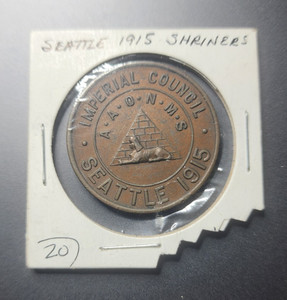 SEATTLE 1915 SHRINERS
· IMPERIAL COUNCIL ·
A·A·O·N·M·S
SEATTLE 1915
20